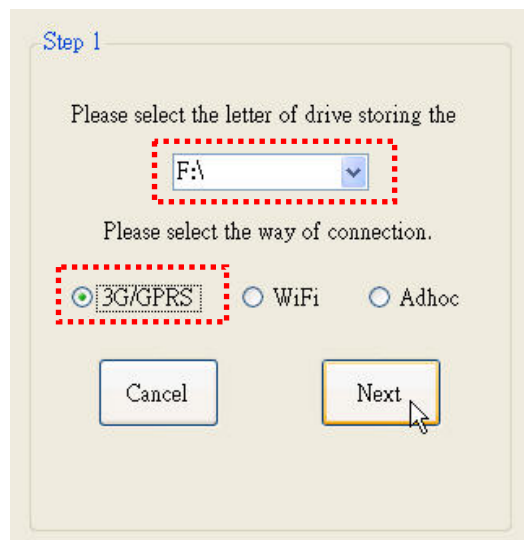 Step 1
Please select the letter of drive storing the
F:\
Please select the way of connection.
3G/GPRS WiFi Adhoc
Cancel Next